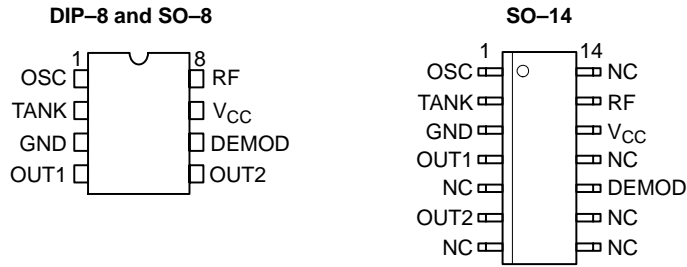 DIP–8 and SO–8
1 8
OSC RF
TANK VCC
GND DEMOD
OUT1 OUT2
SO–14
1 14
OSC NC
TANK RF
GND VCC
OUT1 NC
NC DEMOD
OUT2 NC
NC NC